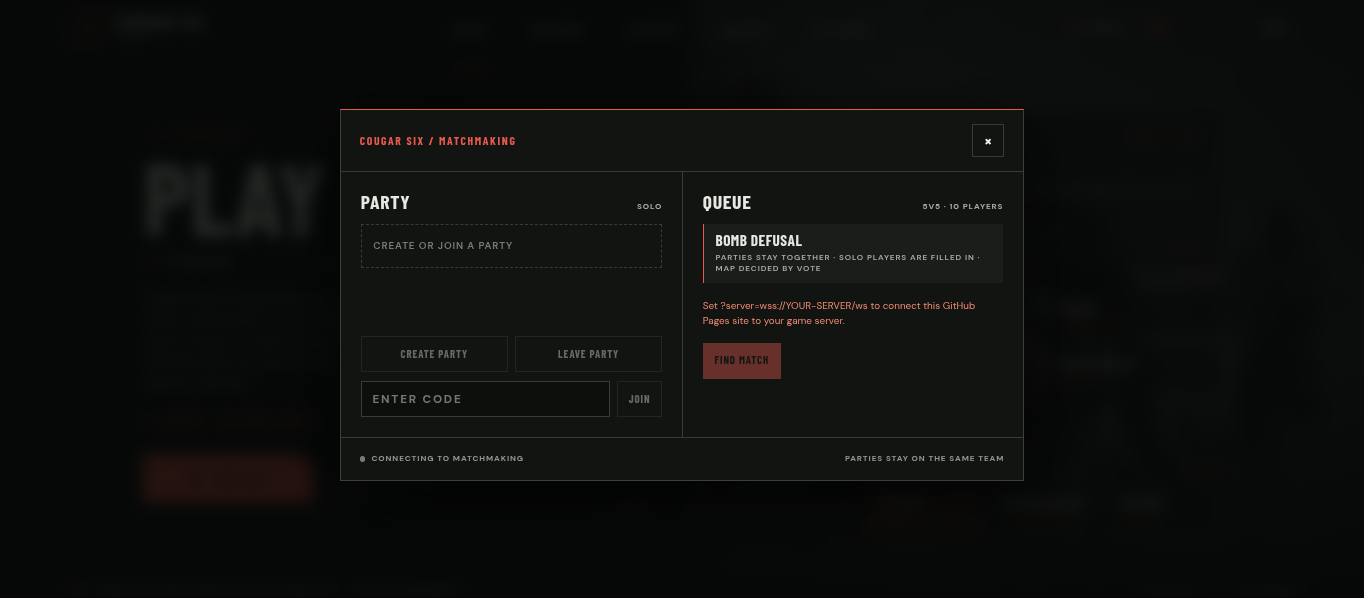 PLAY
COUGAR SIX / MATCHMAKING
×
PARTY
SOLO
CREATE OR JOIN A PARTY
CREATE PARTY
LEAVE PARTY
ENTER CODE
JOIN
QUEUE
5V5 · 10 PLAYERS
BOMB DEFUSAL
PARTIES STAY TOGETHER · SOLO PLAYERS ARE FILLED IN ·
MAP DECIDED BY VOTE
Set ?server=wss://YOUR-SERVER/ws to connect this GitHub
Pages site to your game server.
FIND MATCH
CONNECTING TO MATCHMAKING
PARTIES STAY ON THE SAME TEAM